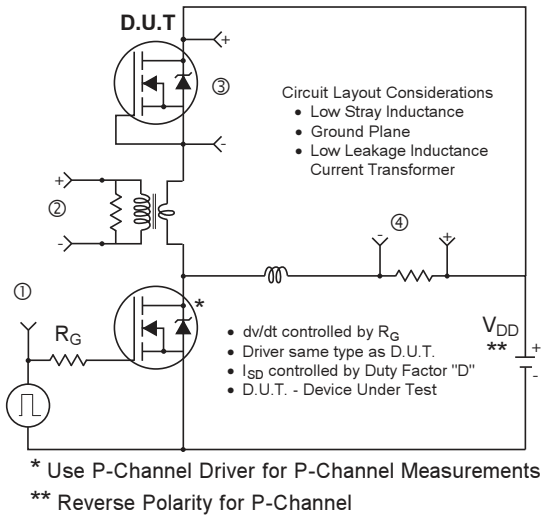 D.U.T
+
③
-
Circuit Layout Considerations
• Low Stray Inductance
• Ground Plane
• Low Leakage Inductance
Current Transformer
+
②
-
④
-
+
①
R_G
*
• dv/dt controlled by R_G
• Driver same type as D.U.T.
• I_SD controlled by Duty Factor "D"
• D.U.T. - Device Under Test
V_DD
**
+
-
* Use P-Channel Driver for P-Channel Measurements
** Reverse Polarity for P-Channel